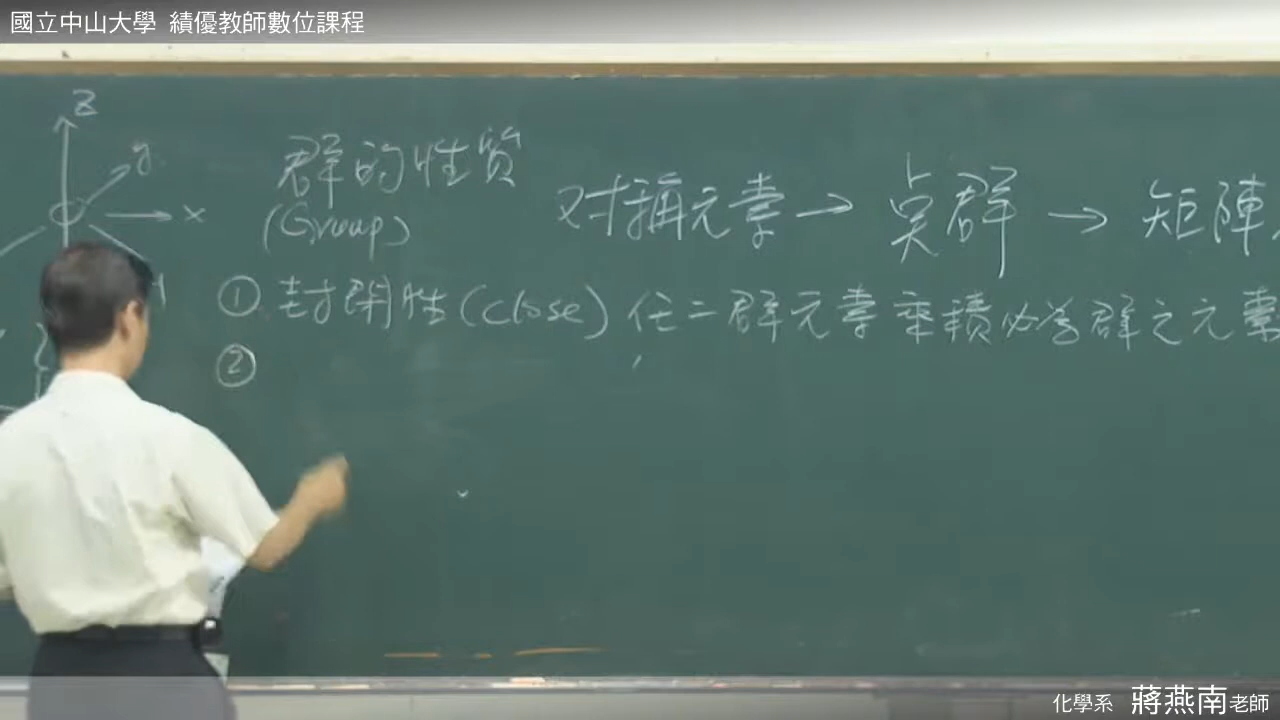 國立中山大學 績優教師數位課程
z
y
x
群的性質
(Group)
对稱元素→点群→矩陣
① 封閉性(close) 任二群元素乘積必為群之元素
②
化學系 蔣燕南老師